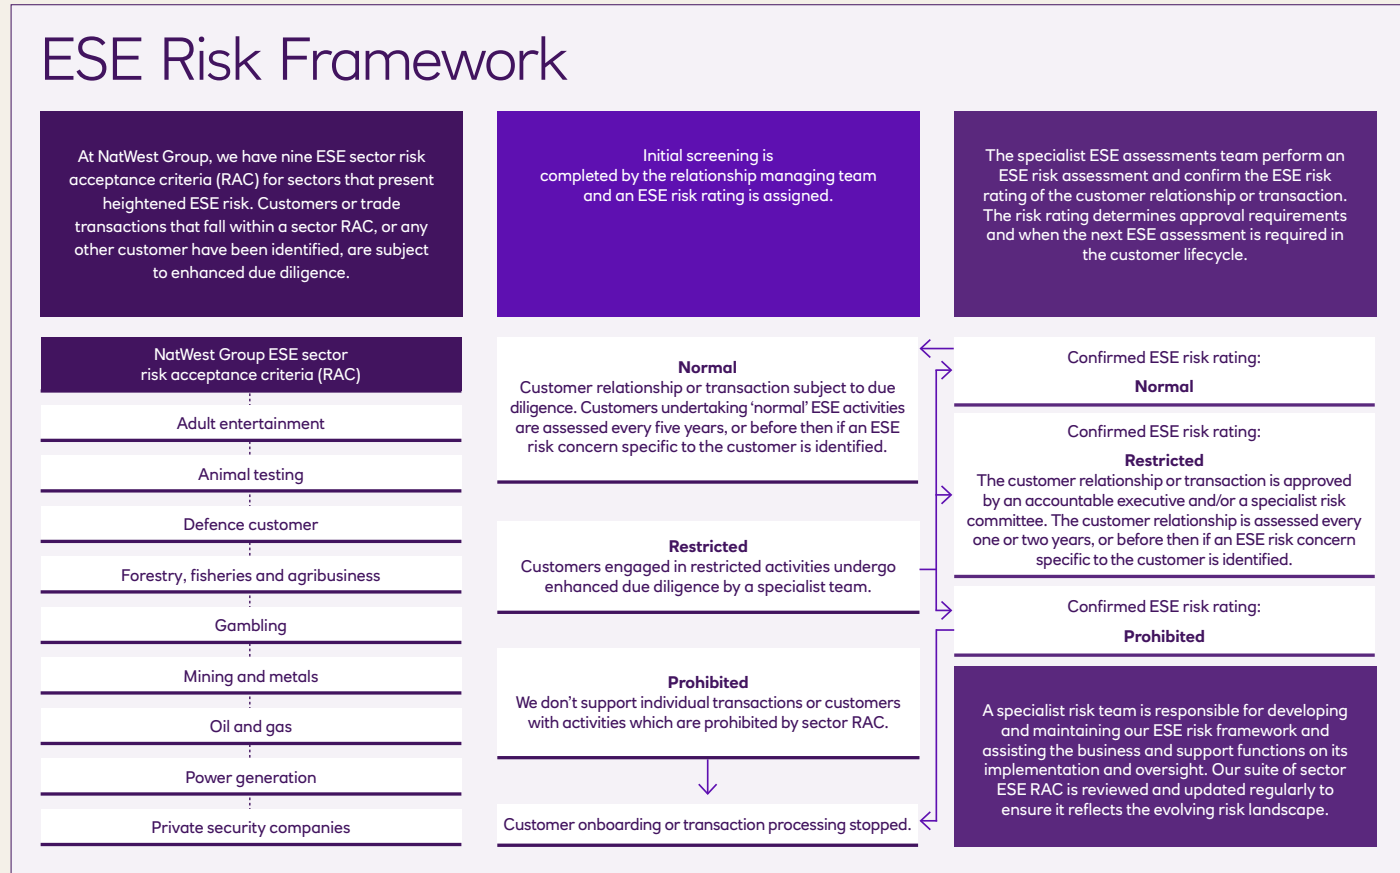 ESE Risk Framework
At NatWest Group, we have nine ESE sector risk
acceptance criteria (RAC) for sectors that present
heightened ESE risk. Customers or trade
transactions that fall within a sector RAC, or any
other customer have been identified, are subject
to enhanced due diligence.
NatWest Group ESE sector
risk acceptance criteria (RAC)
Adult entertainment
Animal testing
Defence customer
Forestry, fisheries and agribusiness
Gambling
Mining and metals
Oil and gas
Power generation
Private security companies
Initial screening is
completed by the relationship managing team
and an ESE risk rating is assigned.
Normal
Customer relationship or transaction subject to due
diligence. Customers undertaking ‘normal’ ESE activities
are assessed every five years, or before then if an ESE
risk concern specific to the customer is identified.
Restricted
Customers engaged in restricted activities undergo
enhanced due diligence by a specialist team.
Prohibited
We don’t support individual transactions or customers
with activities which are prohibited by sector RAC.
Customer onboarding or transaction processing stopped.
The specialist ESE assessments team perform an
ESE risk assessment and confirm the ESE risk
rating of the customer relationship or transaction.
The risk rating determines approval requirements
and when the next ESE assessment is required in
the customer lifecycle.
Confirmed ESE risk rating:
Normal
Confirmed ESE risk rating:
Restricted
The customer relationship or transaction is approved
by an accountable executive and/or a specialist risk
committee. The customer relationship is assessed every
one or two years, or before then if an ESE risk concern
specific to the customer is identified.
Confirmed ESE risk rating:
Prohibited
A specialist risk team is responsible for developing
and maintaining our ESE risk framework and
assisting the business and support functions on its
implementation and oversight. Our suite of sector
ESE RAC is reviewed and updated regularly to
ensure it reflects the evolving risk landscape.